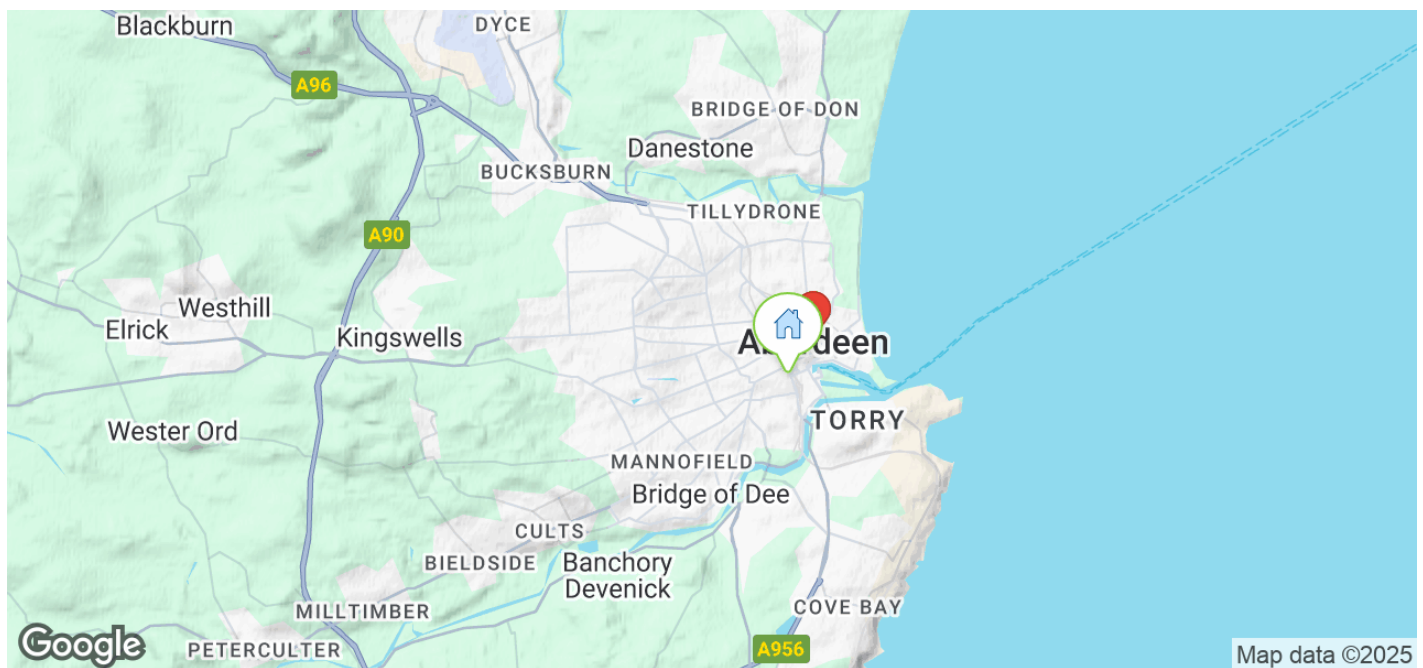 Blackburn
DYCE
A96
BRIDGE OF DON
Danestone
BUCKSBURN
TILLYDRONE
A90
Westhill
Elrick
Kingswells
Aberdeen
TORRY
Wester Ord
MANNOFIELD
Bridge of Dee
CULTS
BIELDSIDE
Banchory
Devenick
MILLTIMBER
COVE BAY
PETERCULTER
A956
Google
Map data ©2025